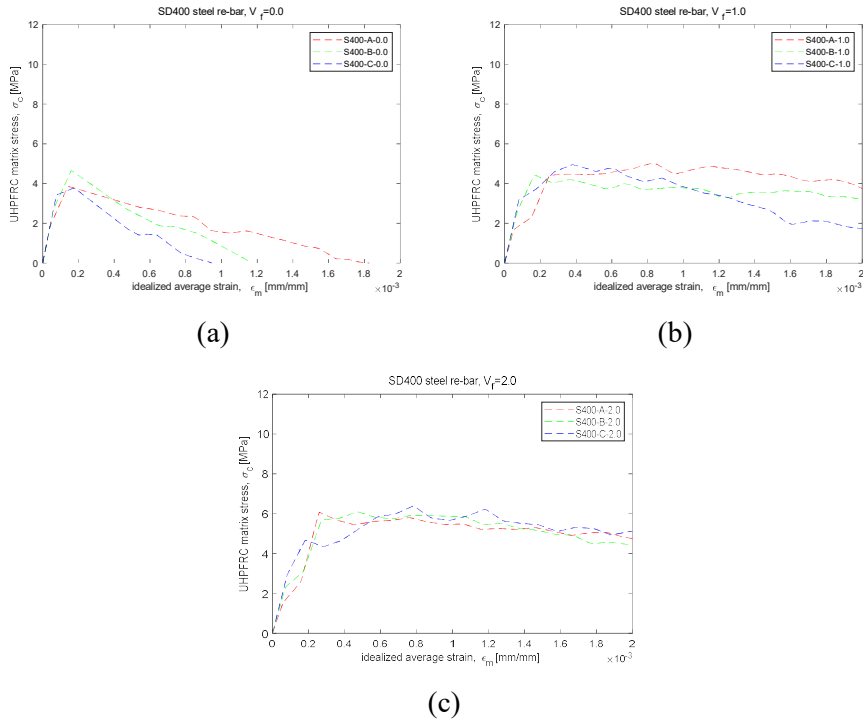 SD400 steel re-bar, V_f=0.0
S400-A-0.0
S400-B-0.0
S400-C-0.0
UHPFRC matrix stress, σ_c [MPa]
12
10
8
6
4
2
0
0 0.2 0.4 0.6 0.8 1 1.2 1.4 1.6 1.8 2
×10⁻³
idealized average strain, ϵ_m [mm/mm]
(a)
SD400 steel re-bar, V_f=1.0
S400-A-1.0
S400-B-1.0
S400-C-1.0
UHPFRC matrix stress, σ_c [MPa]
12
10
8
6
4
2
0
0 0.2 0.4 0.6 0.8 1 1.2 1.4 1.6 1.8 2
×10⁻³
idealized average strain, ϵ_m [mm/mm]
(b)
SD400 steel re-bar, V_f=2.0
S400-A-2.0
S400-B-2.0
S400-C-2.0
UHPFRC matrix stress, σ_c [MPa]
12
10
8
6
4
2
0
0 0.2 0.4 0.6 0.8 1 1.2 1.4 1.6 1.8 2
×10⁻³
idealized average strain, ϵ_m [mm/mm]
(c)